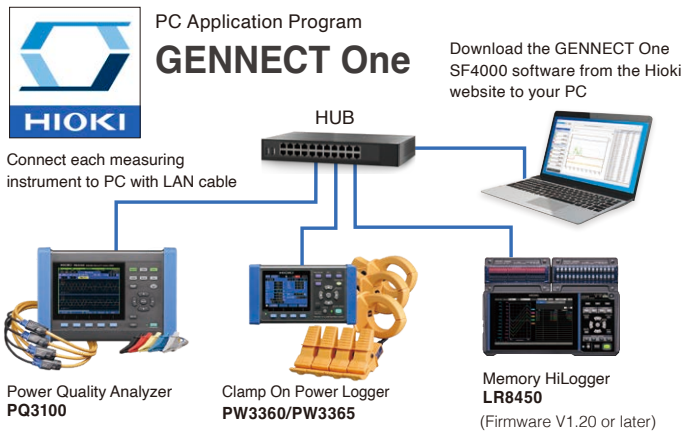 HIOKI
PC Application Program
GENNECT One
Download the GENNECT One
SF4000 software from the Hioki
website to your PC
HUB
Connect each measuring
instrument to PC with LAN cable
Power Quality Analyzer
PQ3100
Clamp On Power Logger
PW3360/PW3365
Memory HiLogger
LR8450
(Firmware V1.20 or later)